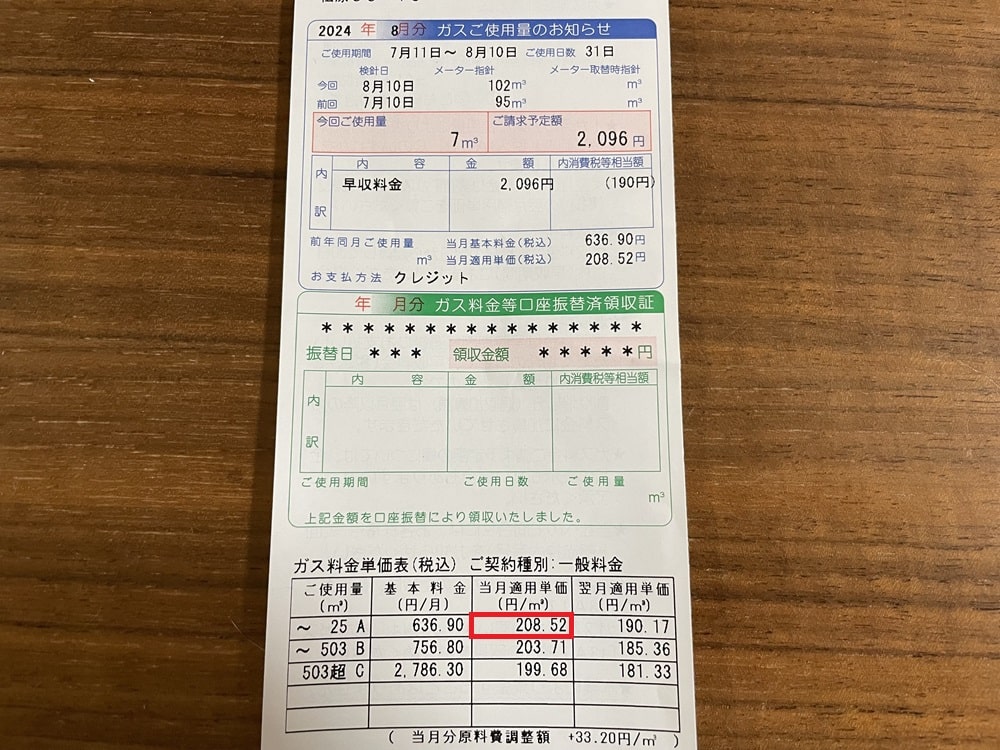 2024 年 8月分 ガスご使用量のお知らせ
ご使用期間 7月11日～ 8月10日 ご使用日数 31日
検針日 メーター指針 メーター取替時指針
今回 8月10日 102m³ m³
前回 7月10日 95m³ m³
今回ご使用量 ご請求予定額
7m³ 2,096円
内訳 内容 金額 内消費税等相当額
早収料金 2,096円 (190円)
前年同月ご使用量 当月基本料金(税込) 636.90円
m³ 当月適用単価(税込) 208.52円
お支払方法 クレジット
年 月分 ガス料金等口座振替済領収証
****************
振替日 *** 領収金額 *****円
内訳 内容 金額 内消費税等相当額
ご使用期間 ご使用日数 ご使用量
m³
上記金額を口座振替により領収いたしました。
ガス料金単価表(税込) ご契約種別:一般料金
ご使用量 基本料金 当月適用単価 翌月適用単価
(m³) (円/月) (円/m³) (円/m³)
～ 25 A 636.90 208.52 190.17
～ 503 B 756.80 203.71 185.36
503超 C 2,786.30 199.68 181.33
( 当月分原料費調整額 +33.20円/m³ )